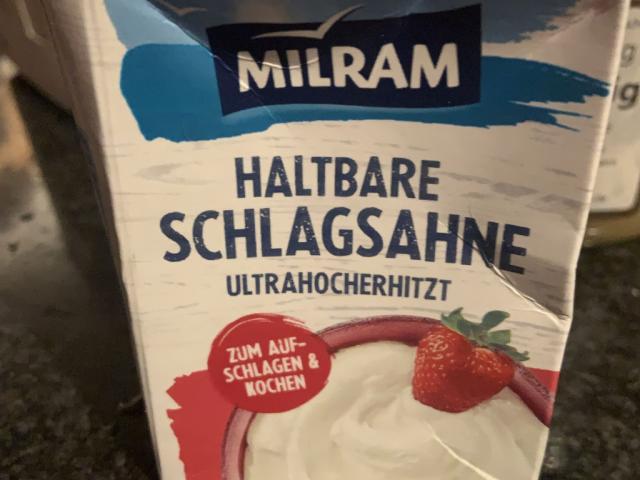 MILRAM
HALTBARE
SCHLAGSAHNE
ULTRAHOCHERHITZT
ZUM AUF-
SCHLAGEN &
KOCHEN